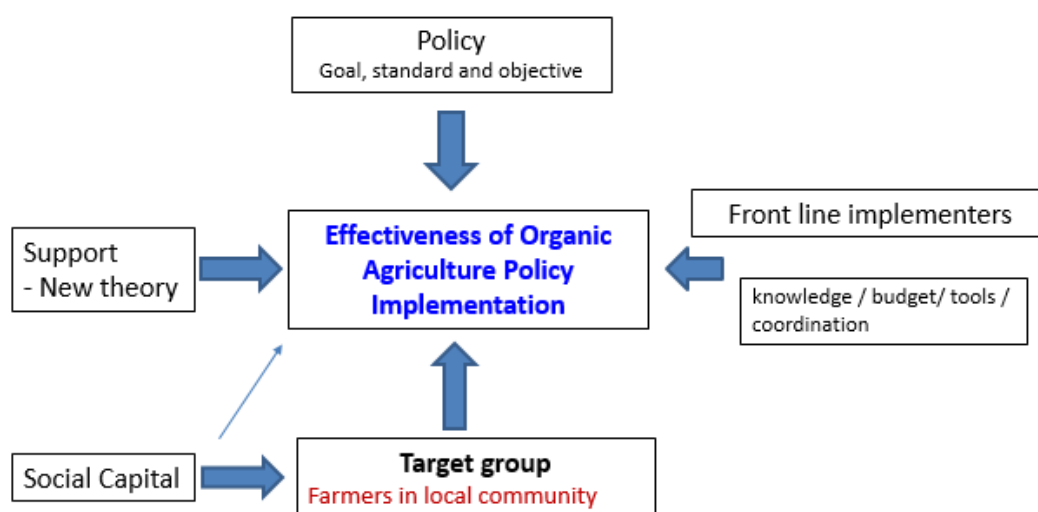 Policy
Goal, standard and objective
Effectiveness of Organic
Agriculture Policy
Implementation
Front line implementers
Support
- New theory
knowledge / budget/ tools /
coordination
Social Capital
Target group
Farmers in local community